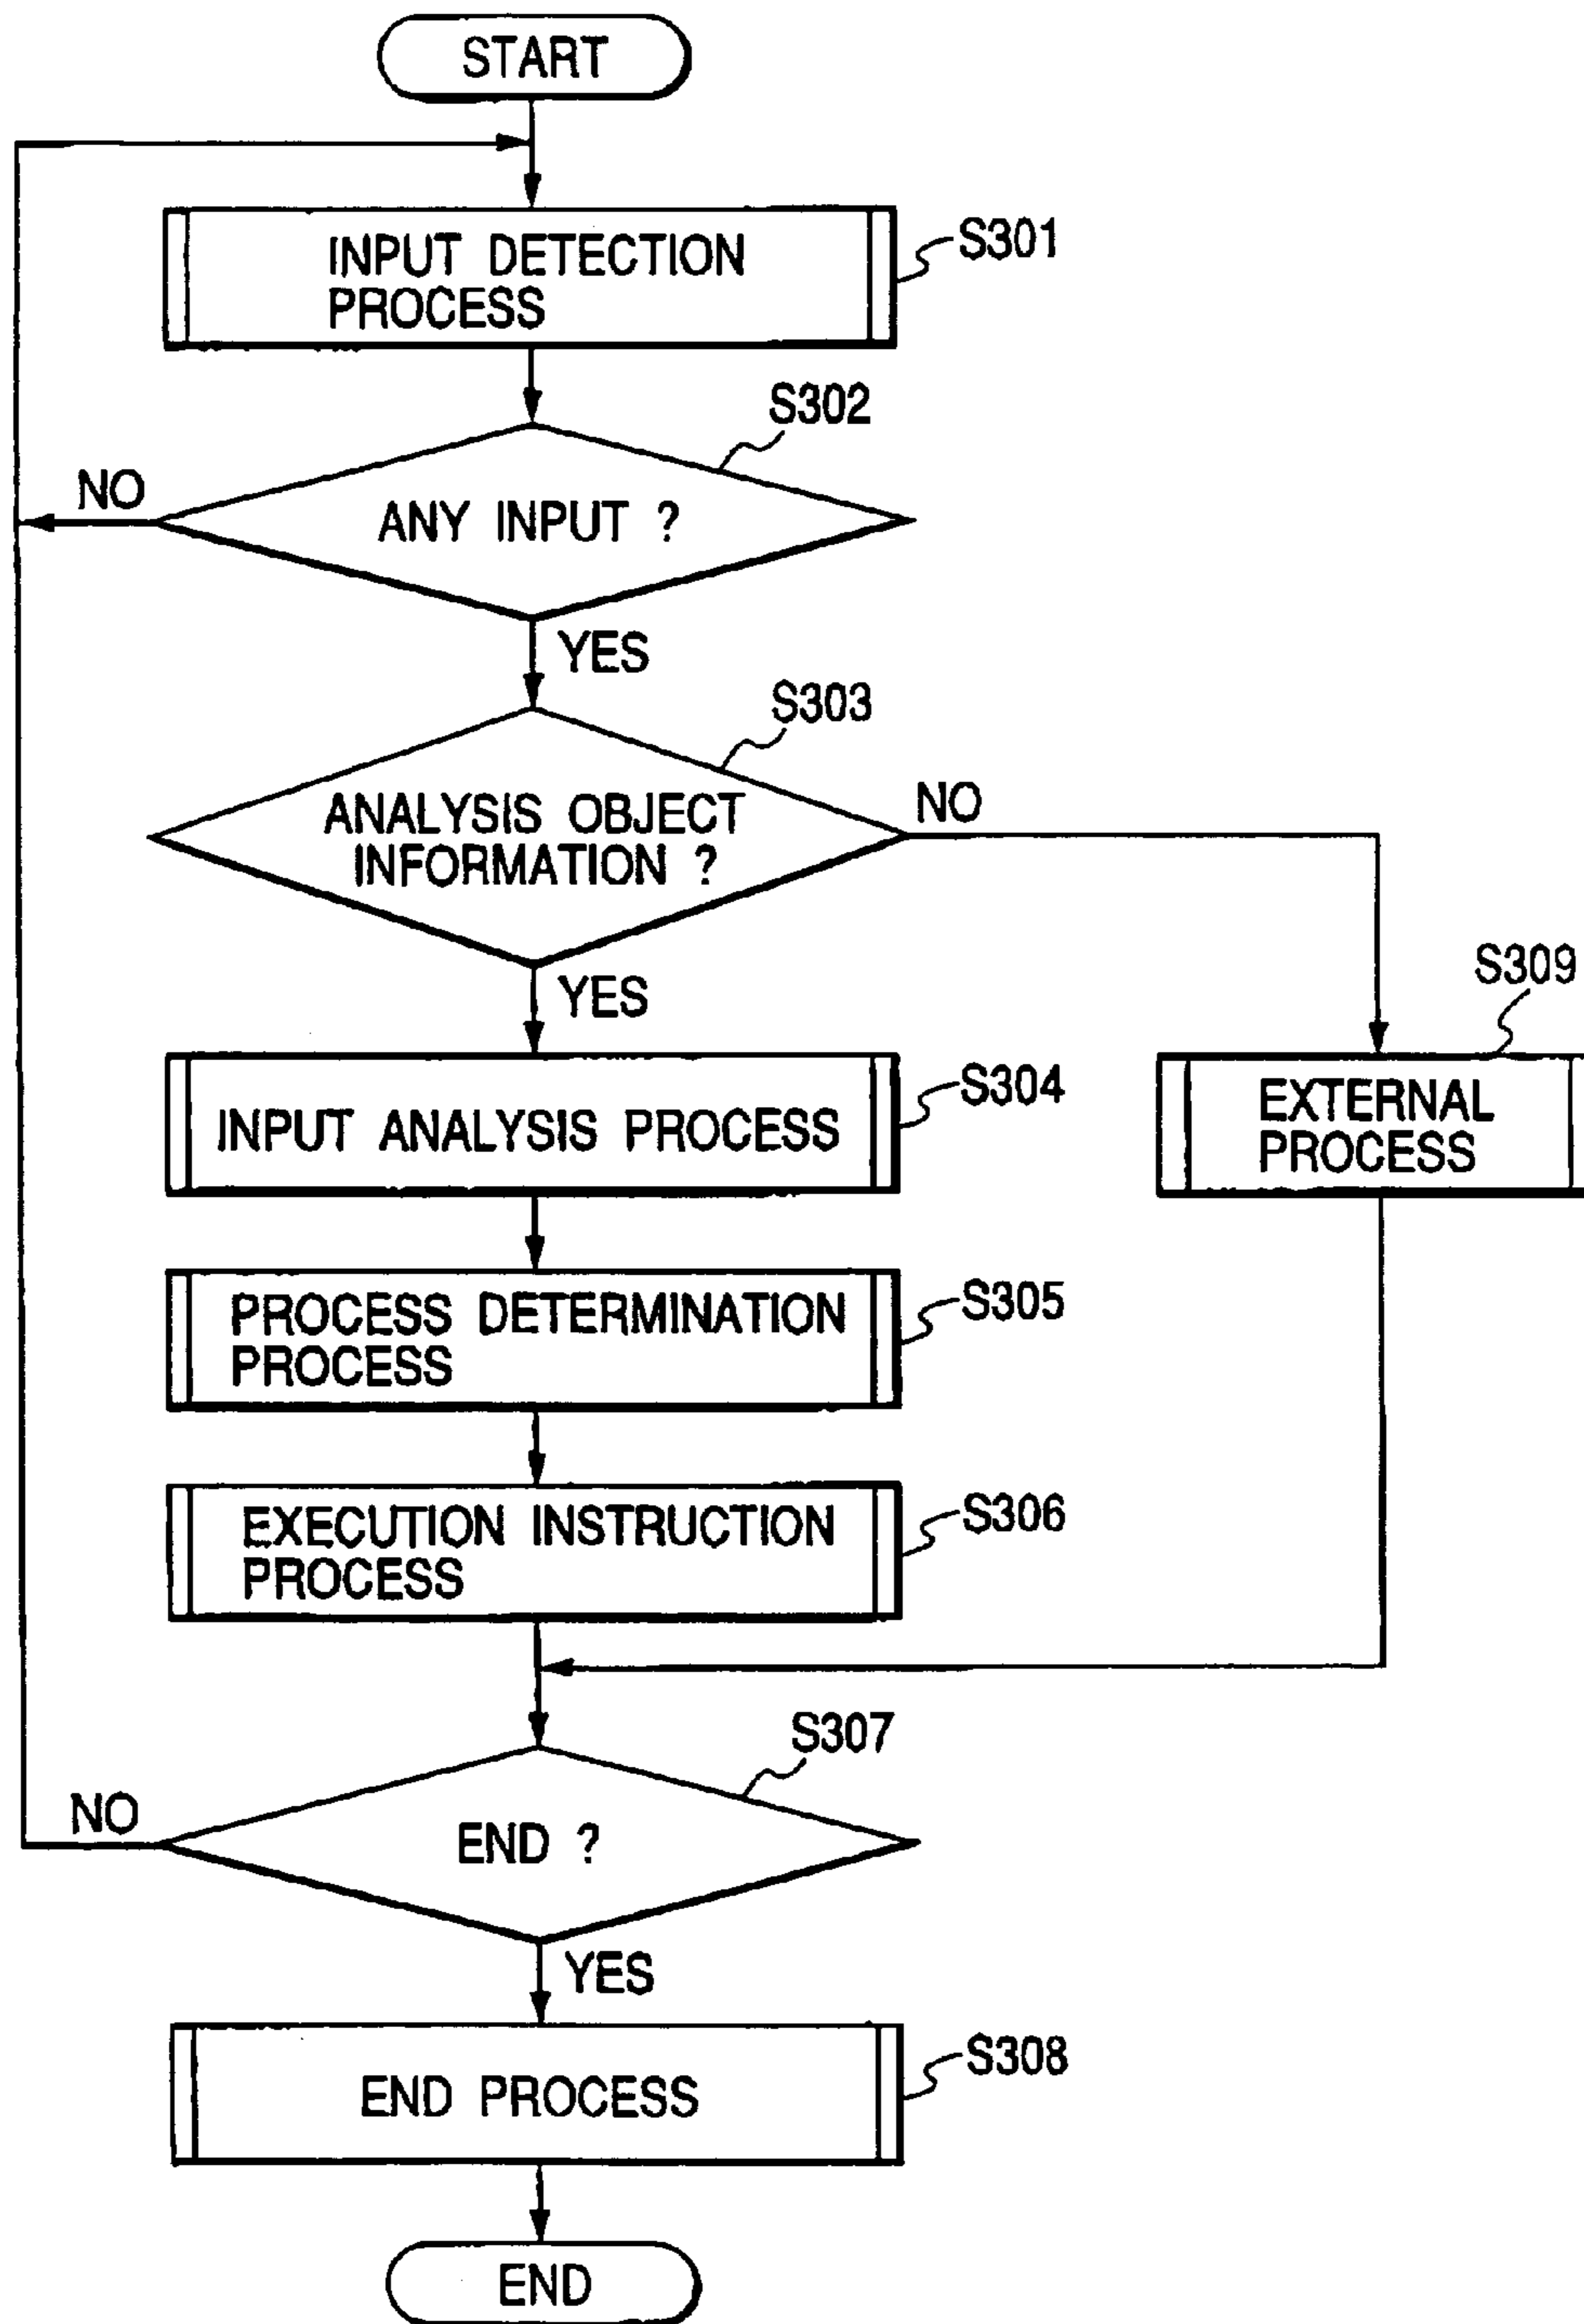 START
INPUT DETECTION
PROCESS
S301
S302
NO
ANY INPUT ?
YES
S303
ANALYSIS OBJECT
INFORMATION ?
NO
YES
S309
INPUT ANALYSIS PROCESS
S304
EXTERNAL
PROCESS
PROCESS DETERMINATION
PROCESS
S305
EXECUTION INSTRUCTION
PROCESS
S306
S307
NO
END ?
YES
END PROCESS
S308
END